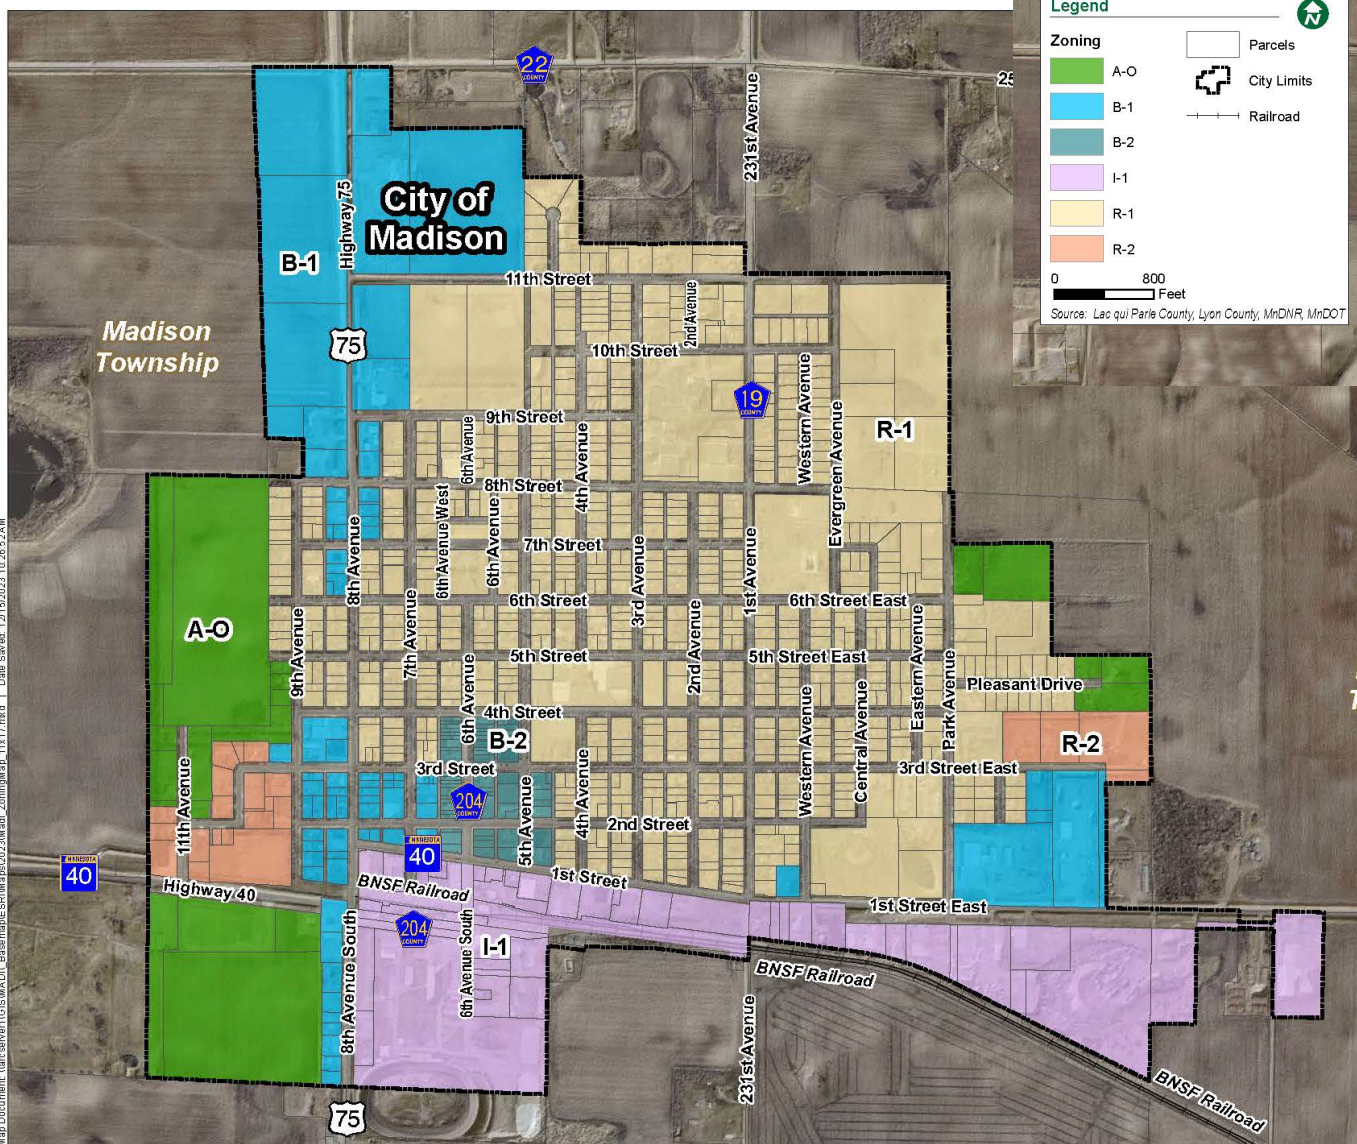 Legend
N
Zoning
A-O
B-1
B-2
I-1
R-1
R-2
Parcels
City Limits
Railroad
0 800
Feet
Source: Lac qui Parle County, Lyon County, MnDNR, MnDOT
22
COUNTY
25
231st Avenue
Highway 75
City of
Madison
B-1
11th Street
2nd Avenue
Madison
Township
75
10th Street
19
COUNTY
Western Avenue
Evergreen Avenue
R-1
9th Street
6th Avenue
4th Avenue
8th Street
6th Avenue West
6th Avenue
8th Avenue
7th Street
3rd Avenue
1st Avenue
7th Avenue
6th Street
6th Street East
A-O
9th Avenue
5th Street
2nd Avenue
5th Street East
Eastern Avenue
Park Avenue
Pleasant Drive
6th Avenue
4th Street
Western Avenue
Central Avenue
B-2
R-2
3rd Street
3rd Street East
11th Avenue
204
COUNTY
5th Avenue
4th Avenue
2nd Street
MINNESOTA
40
MINNESOTA
40
Highway 40
BNSF Railroad
1st Street
1st Street East
8th Avenue South
204
COUNTY
6th Avenue South
I-1
BNSF Railroad
231st Avenue
BNSF Railroad
75